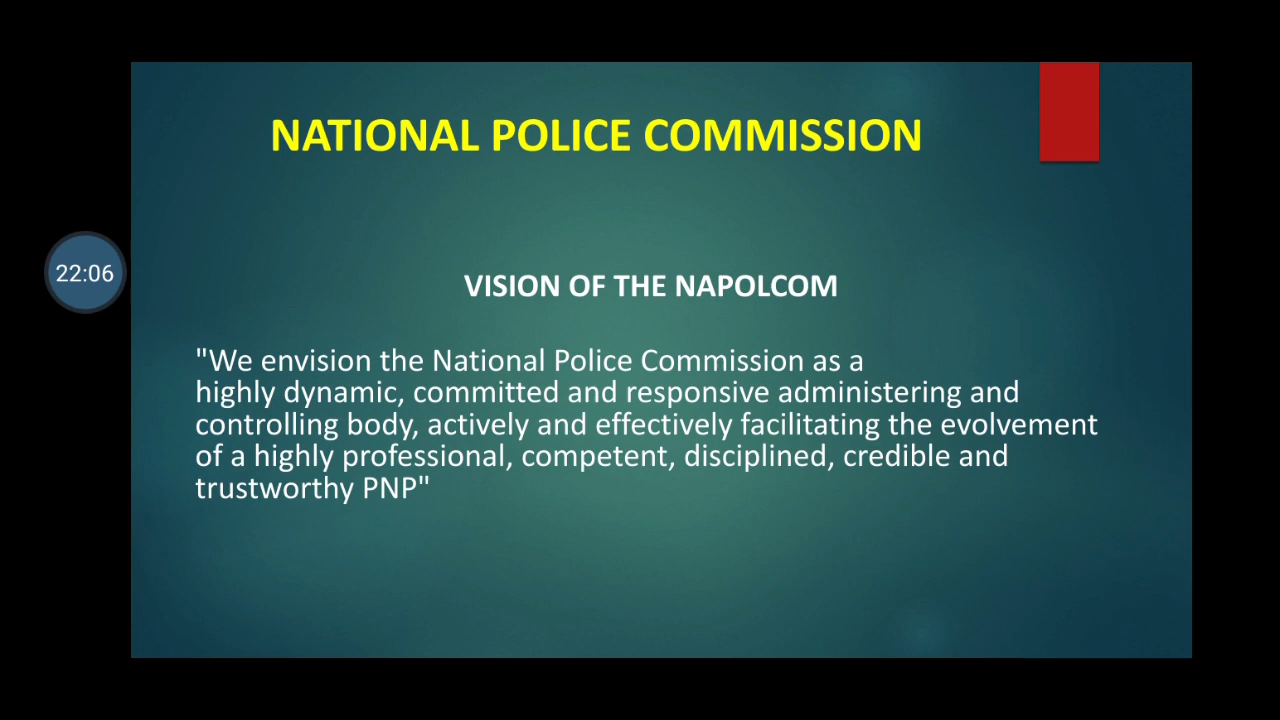 NATIONAL POLICE COMMISSION
22:06
VISION OF THE NAPOLCOM
"We envision the National Police Commission as a
highly dynamic, committed and responsive administering and
controlling body, actively and effectively facilitating the evolvement
of a highly professional, competent, disciplined, credible and
trustworthy PNP"